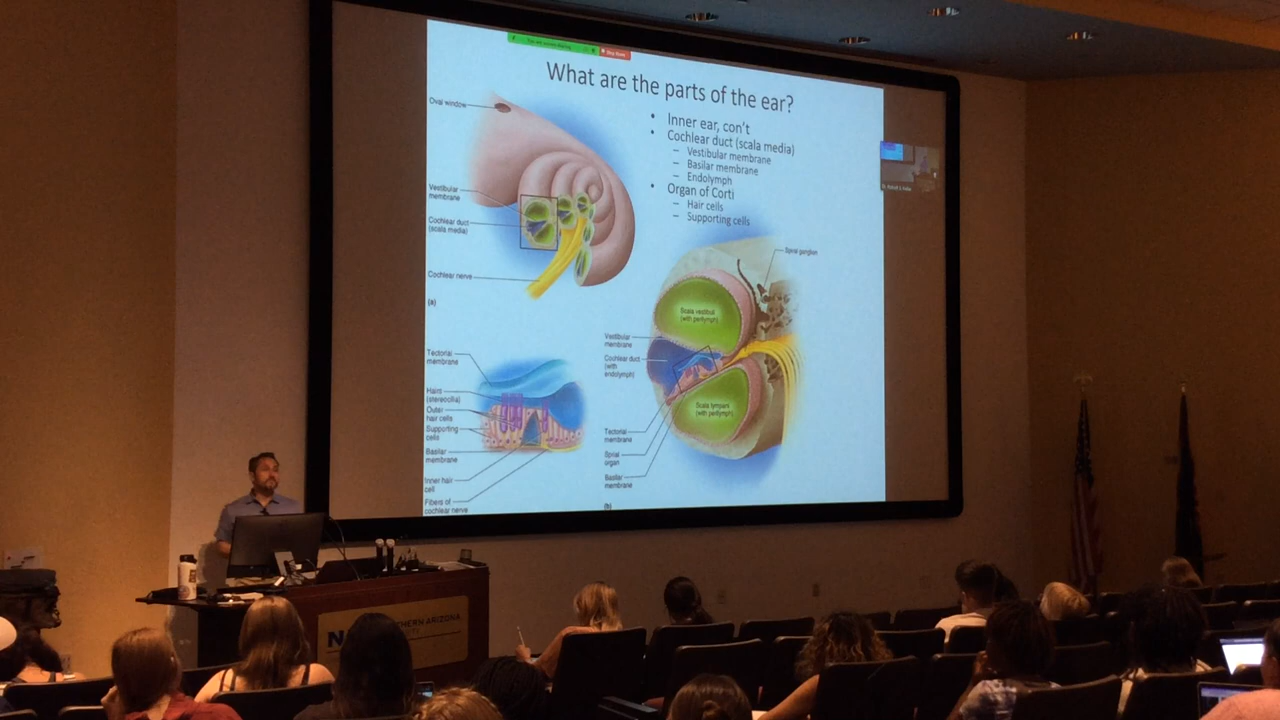 What are the parts of the ear?
• Inner ear, con't
• Cochlear duct (scala media)
– Vestibular membrane
– Basilar membrane
– Endolymph
• Organ of Corti
– Hair cells
– Supporting cells
Oval window
Vestibular
membrane
Cochlear duct
(scala media)
Cochlear nerve
(a)
Tectorial
membrane
Hairs
(stereocilia)
Outer
hair cells
Supporting
cells
Basilar
membrane
Inner hair
cell
Fibers of
cochlear nerve
Spiral ganglion
Scala vestibuli
(with perilymph)
Vestibular
membrane
Cochlear duct
(with
endolymph)
Scala tympani
(with perilymph)
Tectorial
membrane
Spiral
organ
Basilar
membrane
(b)
N
HERN ARIZONA